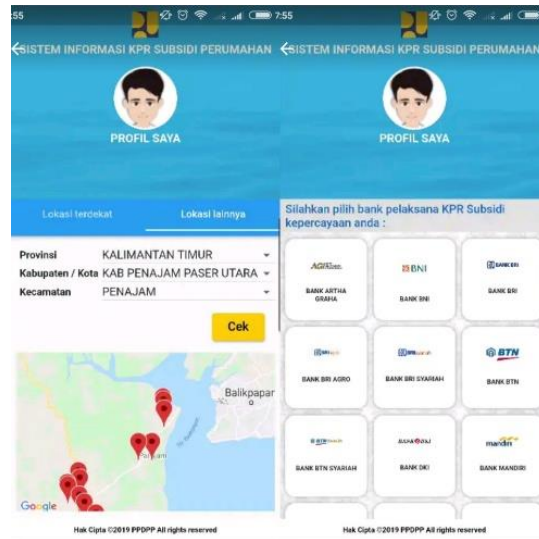 :55
SISTEM INFORMASI KPR SUBSIDI PERUMAHAN
PROFIL SAYA
Lokasi terdekat
Lokasi lainnya
Provinsi KALIMANTAN TIMUR
Kabupaten / Kota KAB PENAJAM PASER UTARA
Kecamatan PENAJAM
Cek
Balikpapan
Google
Hak Cipta ©2019 PPDPP All rights reserved
7:55
SISTEM INFORMASI KPR SUBSIDI PERUMAHAN
PROFIL SAYA
Silahkan pilih bank pelaksana KPR Subsidi
kepercayaan anda :
BANK ARTHA
GRAHA
BNI
BANK BNI
BANK BRI
BANK BRI
BANK BRI AGRO
BANK BRI SYARIAH
BTN
BANK BTN
BANK BTN SYARIAH
BANK DKI
mandiri
BANK MANDIRI
Hak Cipta ©2019 PPDPP All rights reserved